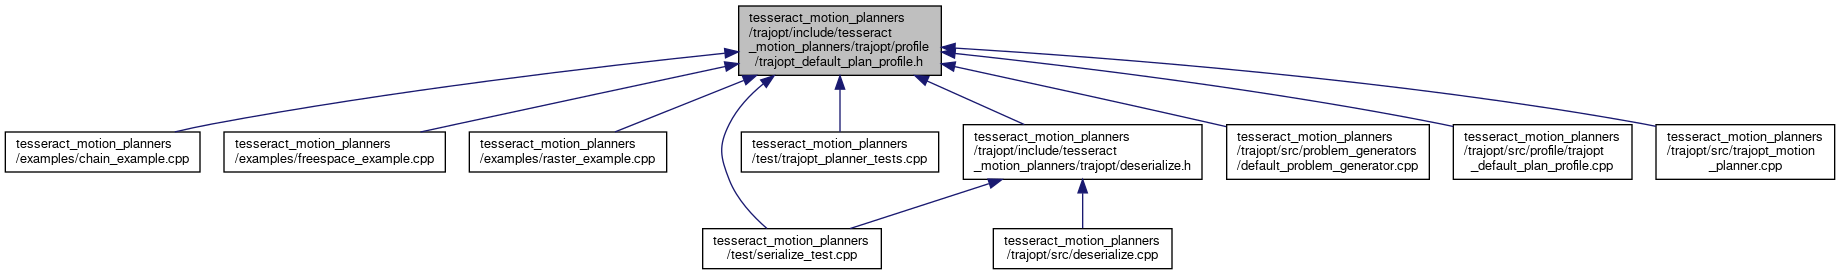 tesseract_motion_planners
/trajopt/include/tesseract
_motion_planners/trajopt/profile
/trajopt_default_plan_profile.h
tesseract_motion_planners
/examples/chain_example.cpp
tesseract_motion_planners
/examples/freespace_example.cpp
tesseract_motion_planners
/examples/raster_example.cpp
tesseract_motion_planners
/test/trajopt_planner_tests.cpp
tesseract_motion_planners
/trajopt/include/tesseract
_motion_planners/trajopt/deserialize.h
tesseract_motion_planners
/trajopt/src/problem_generators
/default_problem_generator.cpp
tesseract_motion_planners
/trajopt/src/profile/trajopt
_default_plan_profile.cpp
tesseract_motion_planners
/trajopt/src/trajopt_motion
_planner.cpp
tesseract_motion_planners
/test/serialize_test.cpp
tesseract_motion_planners
/trajopt/src/deserialize.cpp